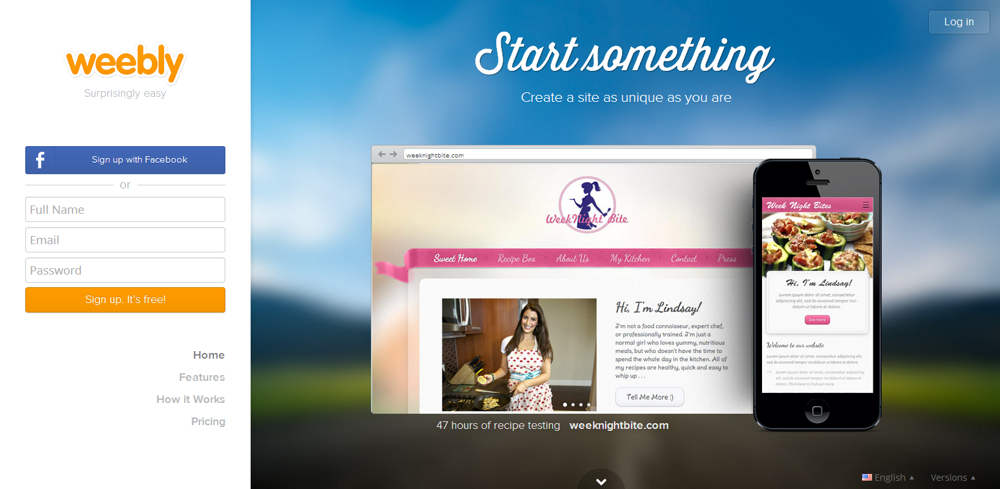 weebly
Surprisingly easy
f
Sign up with Facebook
or
Full Name
Email
Password
Sign up. It's free!
Home
Features
How it Works
Pricing
Log in
Start something
Create a site as unique as you are
weeknightbite.com
WeekNight Bite
Sweet Home
Recipe Box
About Us
My Kitchen
Contact
Press
Hi, I'm Lindsay!
I'm not a food connoisseur, expert chef,
or professionally trained. I'm just a
normal girl who loves yummy, nutritious
meals, but who doesn't have the time to
spend the whole day in the kitchen. All of
my recipes are healthy, quick and easy to
whip up . . .
Tell Me More :)
Week Night Bites
Hi, I'm Lindsay!
Lorem ipsum dolor sit amet, consectetur
adipisicing elit, sed do eiusmod tempor inci-
didunt ut labore et dolore.
See more
Welcome to our website
Lorem ipsum dolor sit amet, consectetur adipisicing elit,
sed do eiusmod tempor incididunt ut labore et dolore.
“ Lorem ipsum dolor sit amet, consectetur adipisicing
elit, sed do eiusmod tempor incididunt ut labore et
dolore. Click here to find out more.
47 hours of recipe testing weeknightbite.com
English
Versions